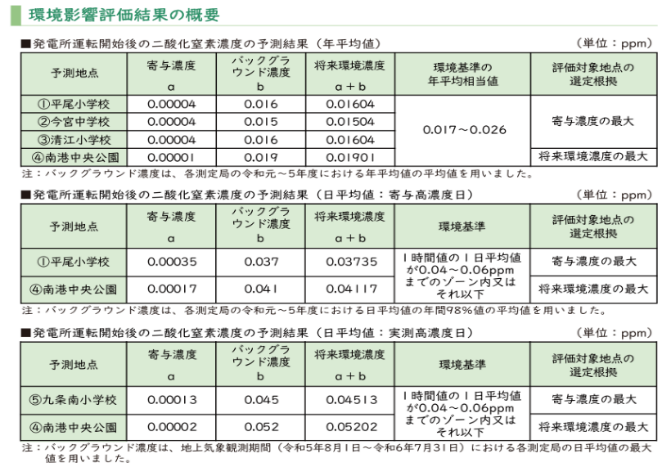 環境影響評価結果の概要
■発電所運転開始後の二酸化窒素濃度の予測結果（年平均値） （単位：ppm）
予測地点 寄与濃度 a バックグラウンド濃度 b 将来環境濃度 a＋b 環境基準の年平均相当値 評価対象地点の選定根拠
①平尾小学校 0.00004 0.016 0.01604 0.017～0.026 寄与濃度の最大
②今宮中学校 0.00004 0.015 0.01504
③清江小学校 0.00004 0.016 0.01604
④南港中央公園 0.00001 0.019 0.01901 将来環境濃度の最大
注：バックグラウンド濃度は、各測定局の令和元～5年度における年平均値の平均値を用いました。
■発電所運転開始後の二酸化窒素濃度の予測結果（日平均値：寄与高濃度日） （単位：ppm）
予測地点 寄与濃度 a バックグラウンド濃度 b 将来環境濃度 a＋b 環境基準 評価対象地点の選定根拠
①平尾小学校 0.00035 0.037 0.03735 1時間値の1日平均値が0.04～0.06ppmまでのゾーン内又はそれ以下 寄与濃度の最大
④南港中央公園 0.00017 0.041 0.04117 将来環境濃度の最大
注：バックグラウンド濃度は、各測定局の令和元～5年度における日平均値の年間98%値の平均値を用いました。
■発電所運転開始後の二酸化窒素濃度の予測結果（日平均値：実測高濃度日） （単位：ppm）
予測地点 寄与濃度 a バックグラウンド濃度 b 将来環境濃度 a＋b 環境基準 評価対象地点の選定根拠
⑤九条南小学校 0.00013 0.045 0.04513 1時間値の1日平均値が0.04～0.06ppmまでのゾーン内又はそれ以下 寄与濃度の最大
④南港中央公園 0.00002 0.052 0.05202 将来環境濃度の最大
注：バックグラウンド濃度は、地上気象観測期間（令和5年8月1日～令和6年7月31日）における各測定局の日平均値の最大
値を用いました。